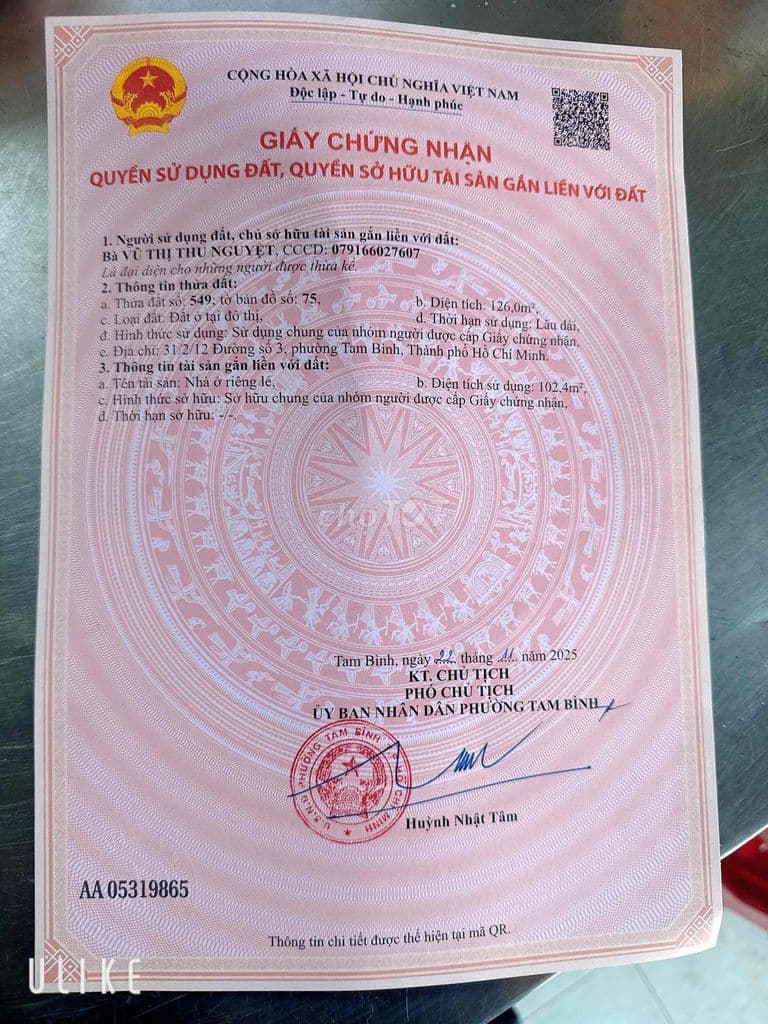 CỘNG HÒA XÃ HỘI CHỦ NGHĨA VIỆT NAM
Độc lập - Tự do - Hạnh phúc
GIẤY CHỨNG NHẬN
QUYỀN SỬ DỤNG ĐẤT, QUYỀN SỞ HỮU TÀI SẢN GẮN LIỀN VỚI ĐẤT
1. Người sử dụng đất, chủ sở hữu tài sản gắn liền với đất:
Bà VŨ THỊ THU NGUYỆT, CCCD: 079166027607
Là đại diện cho những người được thừa kế.
2. Thông tin thửa đất:
a. Thửa đất số: 549; tờ bản đồ số: 75, b. Diện tích: 126,0m²,
c. Loại đất: Đất ở tại đô thị, d. Thời hạn sử dụng: Lâu dài,
đ. Hình thức sử dụng: Sử dụng chung của nhóm người được cấp Giấy chứng nhận,
e. Địa chỉ: 31/2/12 Đường số 3, phường Tam Bình, Thành phố Hồ Chí Minh.
3. Thông tin tài sản gắn liền với đất:
a. Tên tài sản: Nhà ở riêng lẻ, b. Diện tích sử dụng: 102,4m²,
c. Hình thức sở hữu: Sở hữu chung của nhóm người được cấp Giấy chứng nhận,
d. Thời hạn sở hữu: -/-.
choTỐT
Tam Bình, ngày 22 tháng 11 năm 2025
KT. CHỦ TỊCH
PHÓ CHỦ TỊCH
ỦY BAN NHÂN DÂN PHƯỜNG TAM BÌNH
U.B.N.D PHƯỜNG TAM BÌNH T.P HỒ CHÍ MINH
Huỳnh Nhật Tâm
AA 05319865
Thông tin chi tiết được thể hiện tại mã QR.
ULIKE